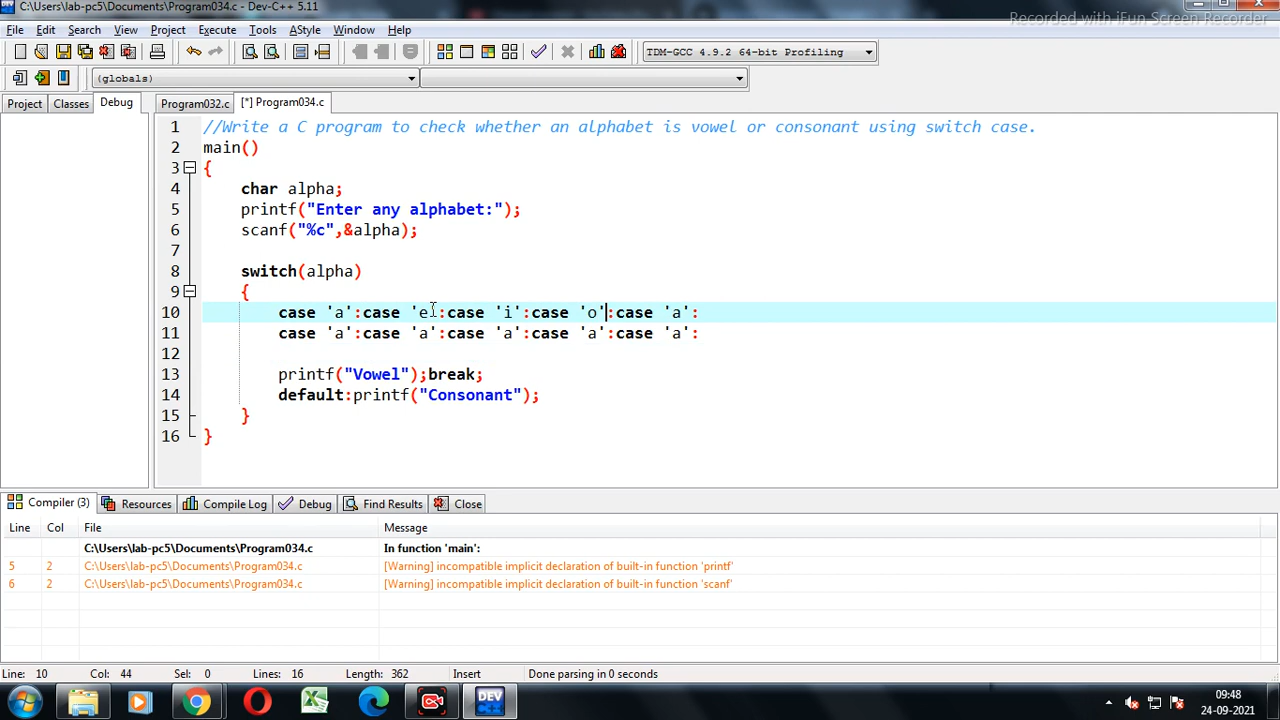 C:\Users\lab-pc5\Documents\Program034.c - Dev-C++ 5.11
Recorded with iFun Screen Recorder
File Edit Search View Project Execute Tools AStyle Window Help
TDM-GCC 4.9.2 64-bit Profiling
(globals)
Project Classes Debug Program032.c [*] Program034.c
1 //Write a C program to check whether an alphabet is vowel or consonant using switch case.
2 main()
3 {
4 char alpha;
5 printf("Enter any alphabet:");
6 scanf("%c",&alpha);
7
8 switch(alpha)
9 {
10 case 'a':case 'e':case 'i':case 'o':case 'a':
11 case 'a':case 'a':case 'a':case 'a':case 'a':
12
13 printf("Vowel");break;
14 default:printf("Consonant");
15 }
16 }
Compiler (3) Resources Compile Log Debug Find Results Close
Line Col File Message
C:\Users\lab-pc5\Documents\Program034.c In function 'main':
5 2 C:\Users\lab-pc5\Documents\Program034.c [Warning] incompatible implicit declaration of built-in function 'printf'
6 2 C:\Users\lab-pc5\Documents\Program034.c [Warning] incompatible implicit declaration of built-in function 'scanf'
Line: 10 Col: 44 Sel: 0 Lines: 16 Length: 362 Insert Done parsing in 0 seconds
DEV
09:48
24-09-2021